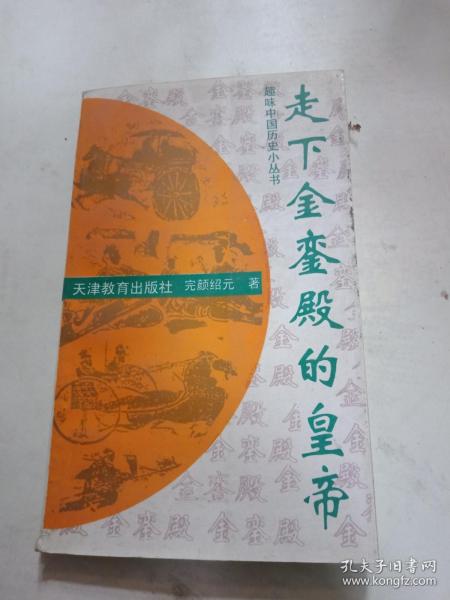 走下金銮殿的皇帝
趣味中国历史小丛书
天津教育出版社 完颜绍元 著
孔夫子旧书网
www.kongfz.com